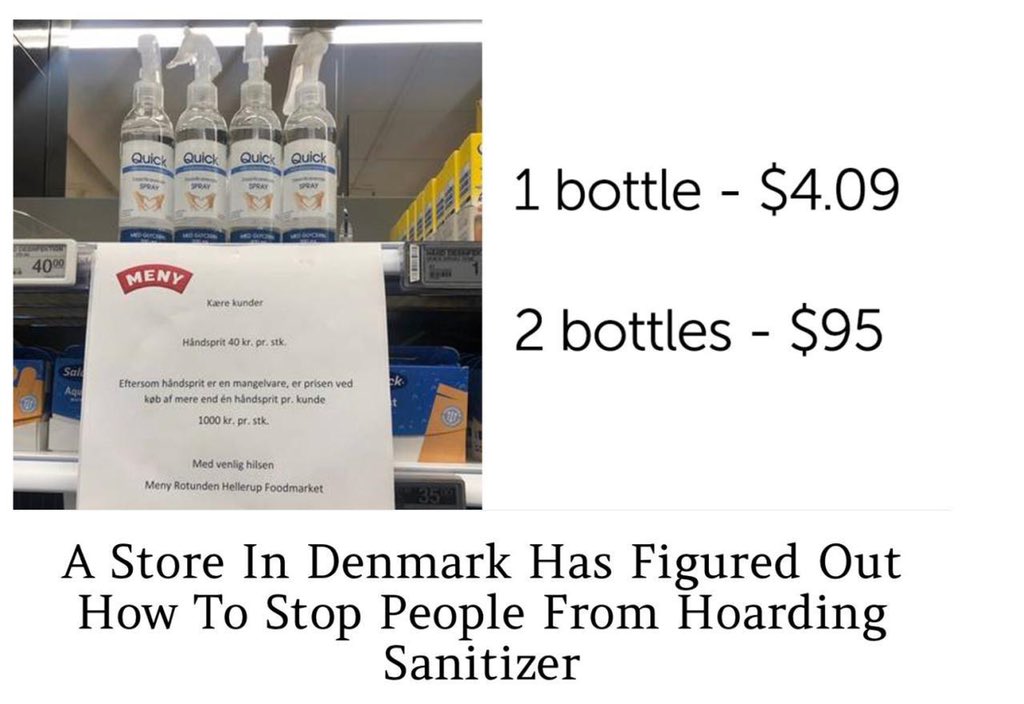 Quick Quick Quick Quick
SPRAY SPRAY SPRAY SPRAY
40⁰⁰
MENY
Kære kunder
Håndsprit 40 kr. pr. stk.
Eftersom håndsprit er en mangelvare, er prisen ved
køb af mere end én håndsprit pr. kunde
1000 kr. pr. stk.
Med venlig hilsen
Meny Rotunden Hellerup Foodmarket
35⁰⁰
1 bottle - $4.09
2 bottles - $95
A Store In Denmark Has Figured Out
How To Stop People From Hoarding
Sanitizer